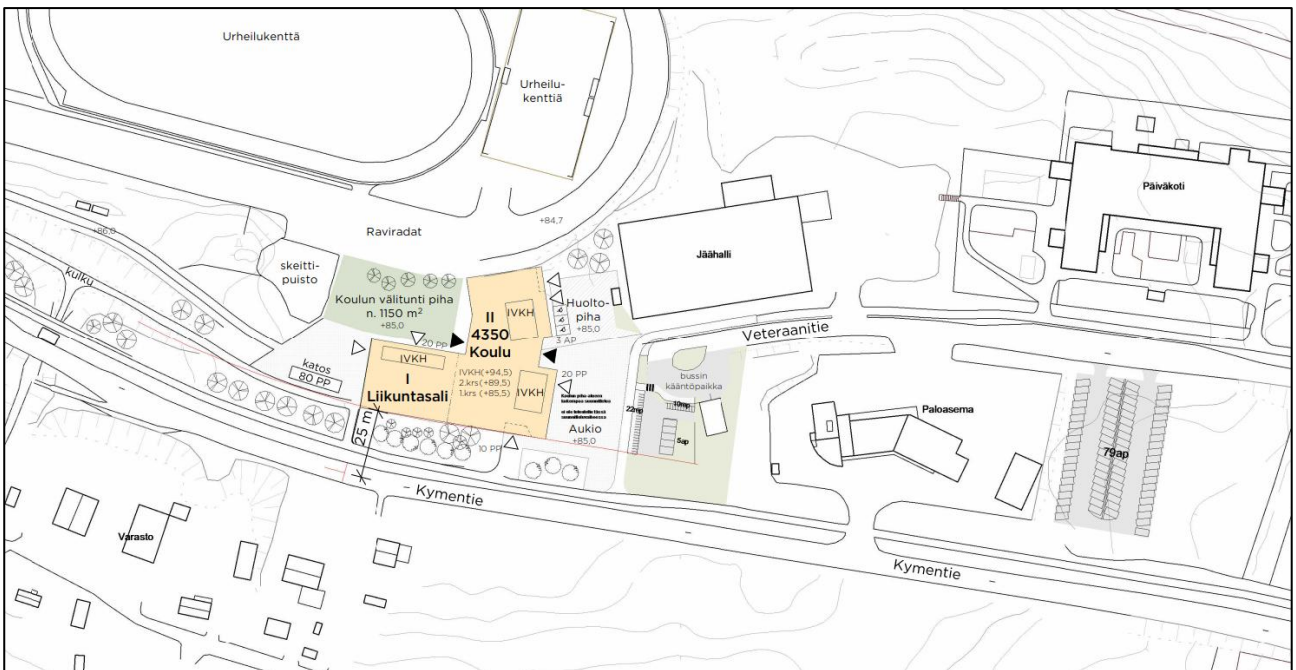 Urheilukenttä
Urheilu-
kenttiä
Päiväkoti
+84.7
+86.0
Raviradat
Jäähalli
skeitti-
puisto
kulku
Koulun välitunti piha
n. 1150 m²
+85,0
II
4350
Koulu
IVKH
Huolto-
piha
+85,0
3 AP
Veteraanitie
20 PP
IVKH
katos
80 PP
I
Liikuntasali
IVKH(+94,5)
2.krs(+89,5)
1.krs(+85,5)
IVKH
20 PP
Aukio
+85,0
bussin
kääntöpaikka
III
22mp
10mp
5ap
Paloasema
79ap
25 m
10 PP
Kymentie
Kymentie
Varasto